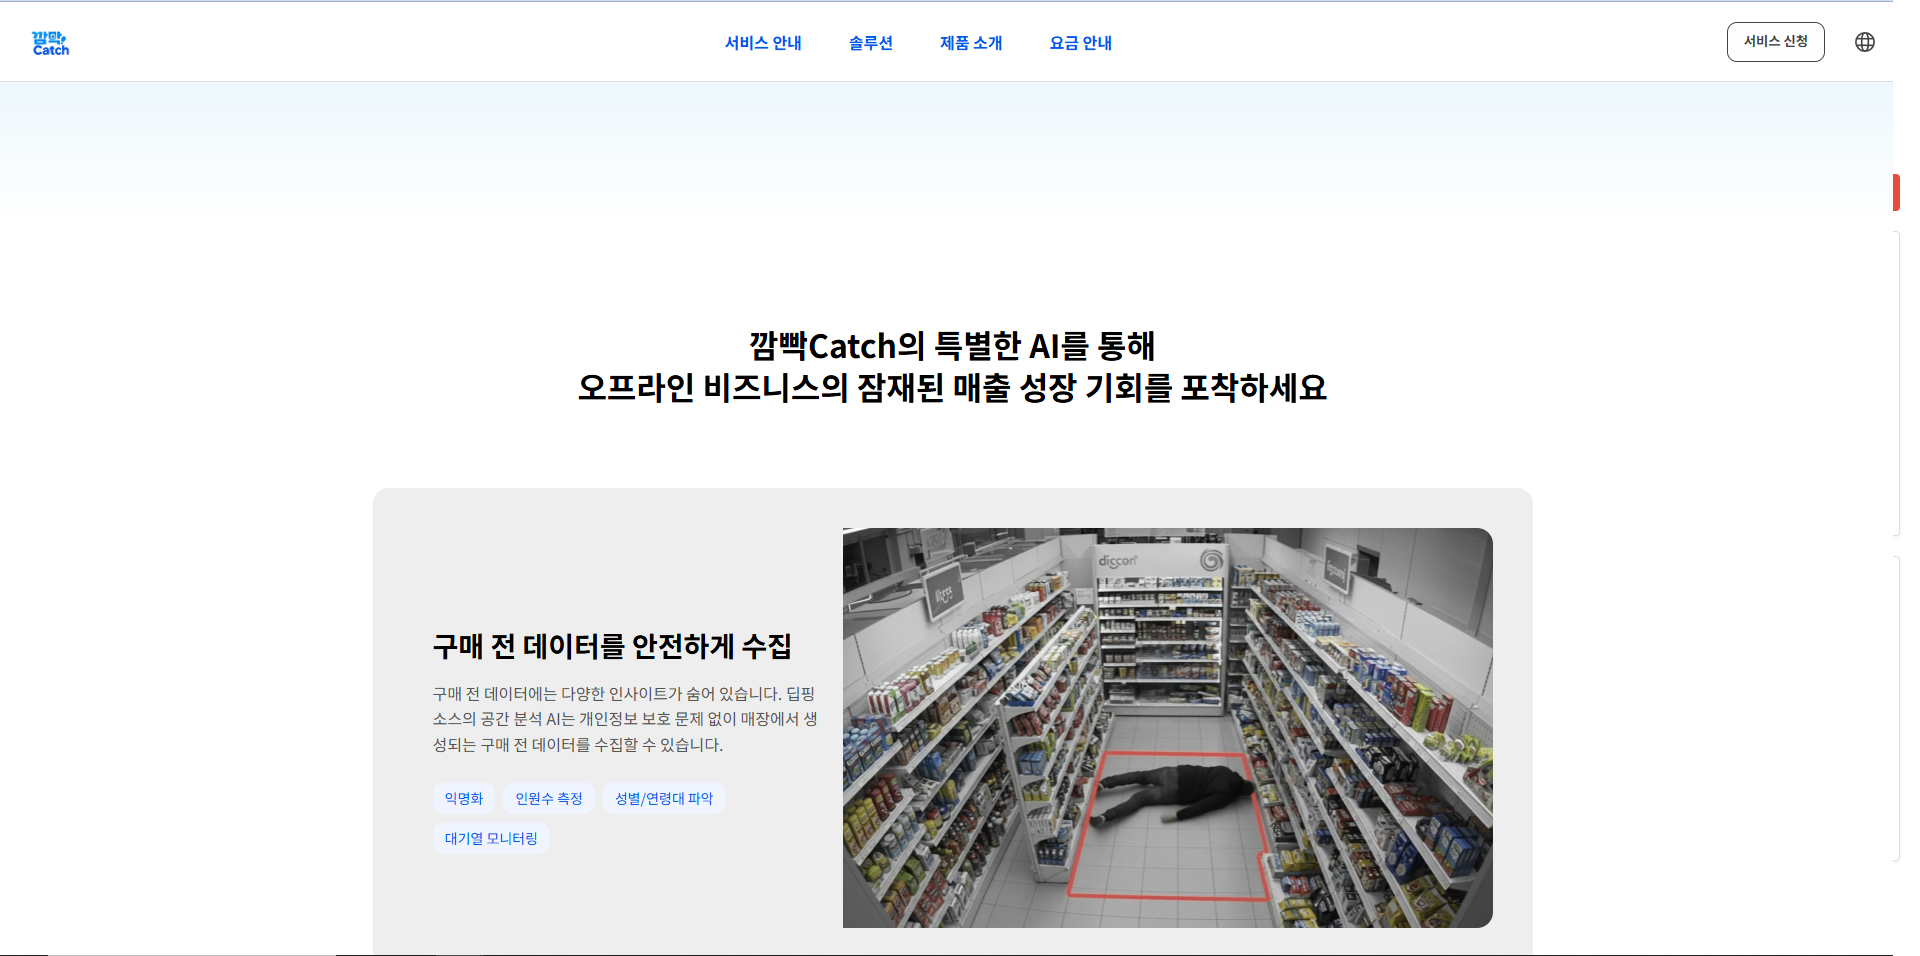 깜빡
Catch
서비스 안내
솔루션
제품 소개
요금 안내
서비스 신청
깜빡Catch의 특별한 AI를 통해
오프라인 비즈니스의 잠재된 매출 성장 기회를 포착하세요
구매 전 데이터를 안전하게 수집
구매 전 데이터에는 다양한 인사이트가 숨어 있습니다. 딥핑
소스의 공간 분석 AI는 개인정보 보호 문제 없이 매장에서 생
성되는 구매 전 데이터를 수집할 수 있습니다.
익명화
인원수 측정
성별/연령대 파악
대기열 모니터링